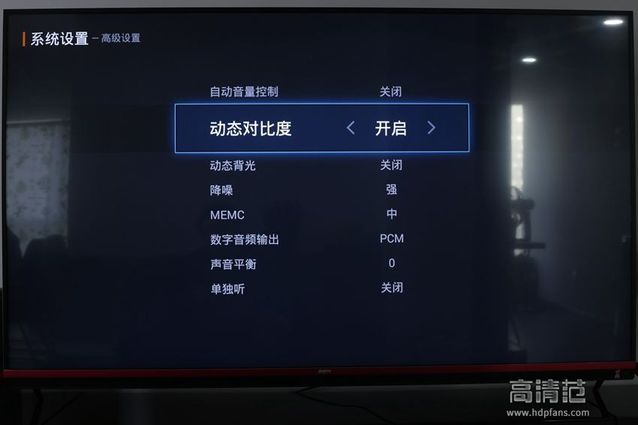 系统设置 – 高级设置
自动音量控制 关闭
动态对比度 开启
动态背光 关闭
降噪 强
MEMC 中
数字音频输出 PCM
声音平衡 0
单独听 关闭
高清范
www.hdpfans.com